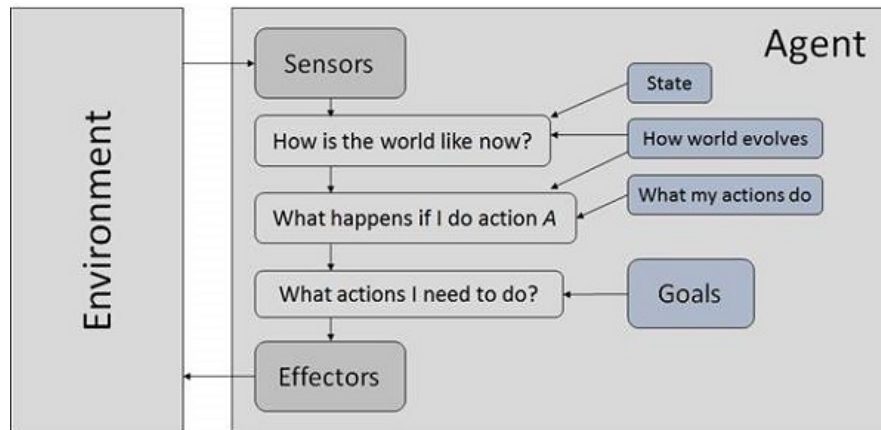 Agent
Environment
Sensors
State
How is the world like now?
How world evolves
What my actions do
What happens if I do action A
What actions I need to do?
Goals
Effectors